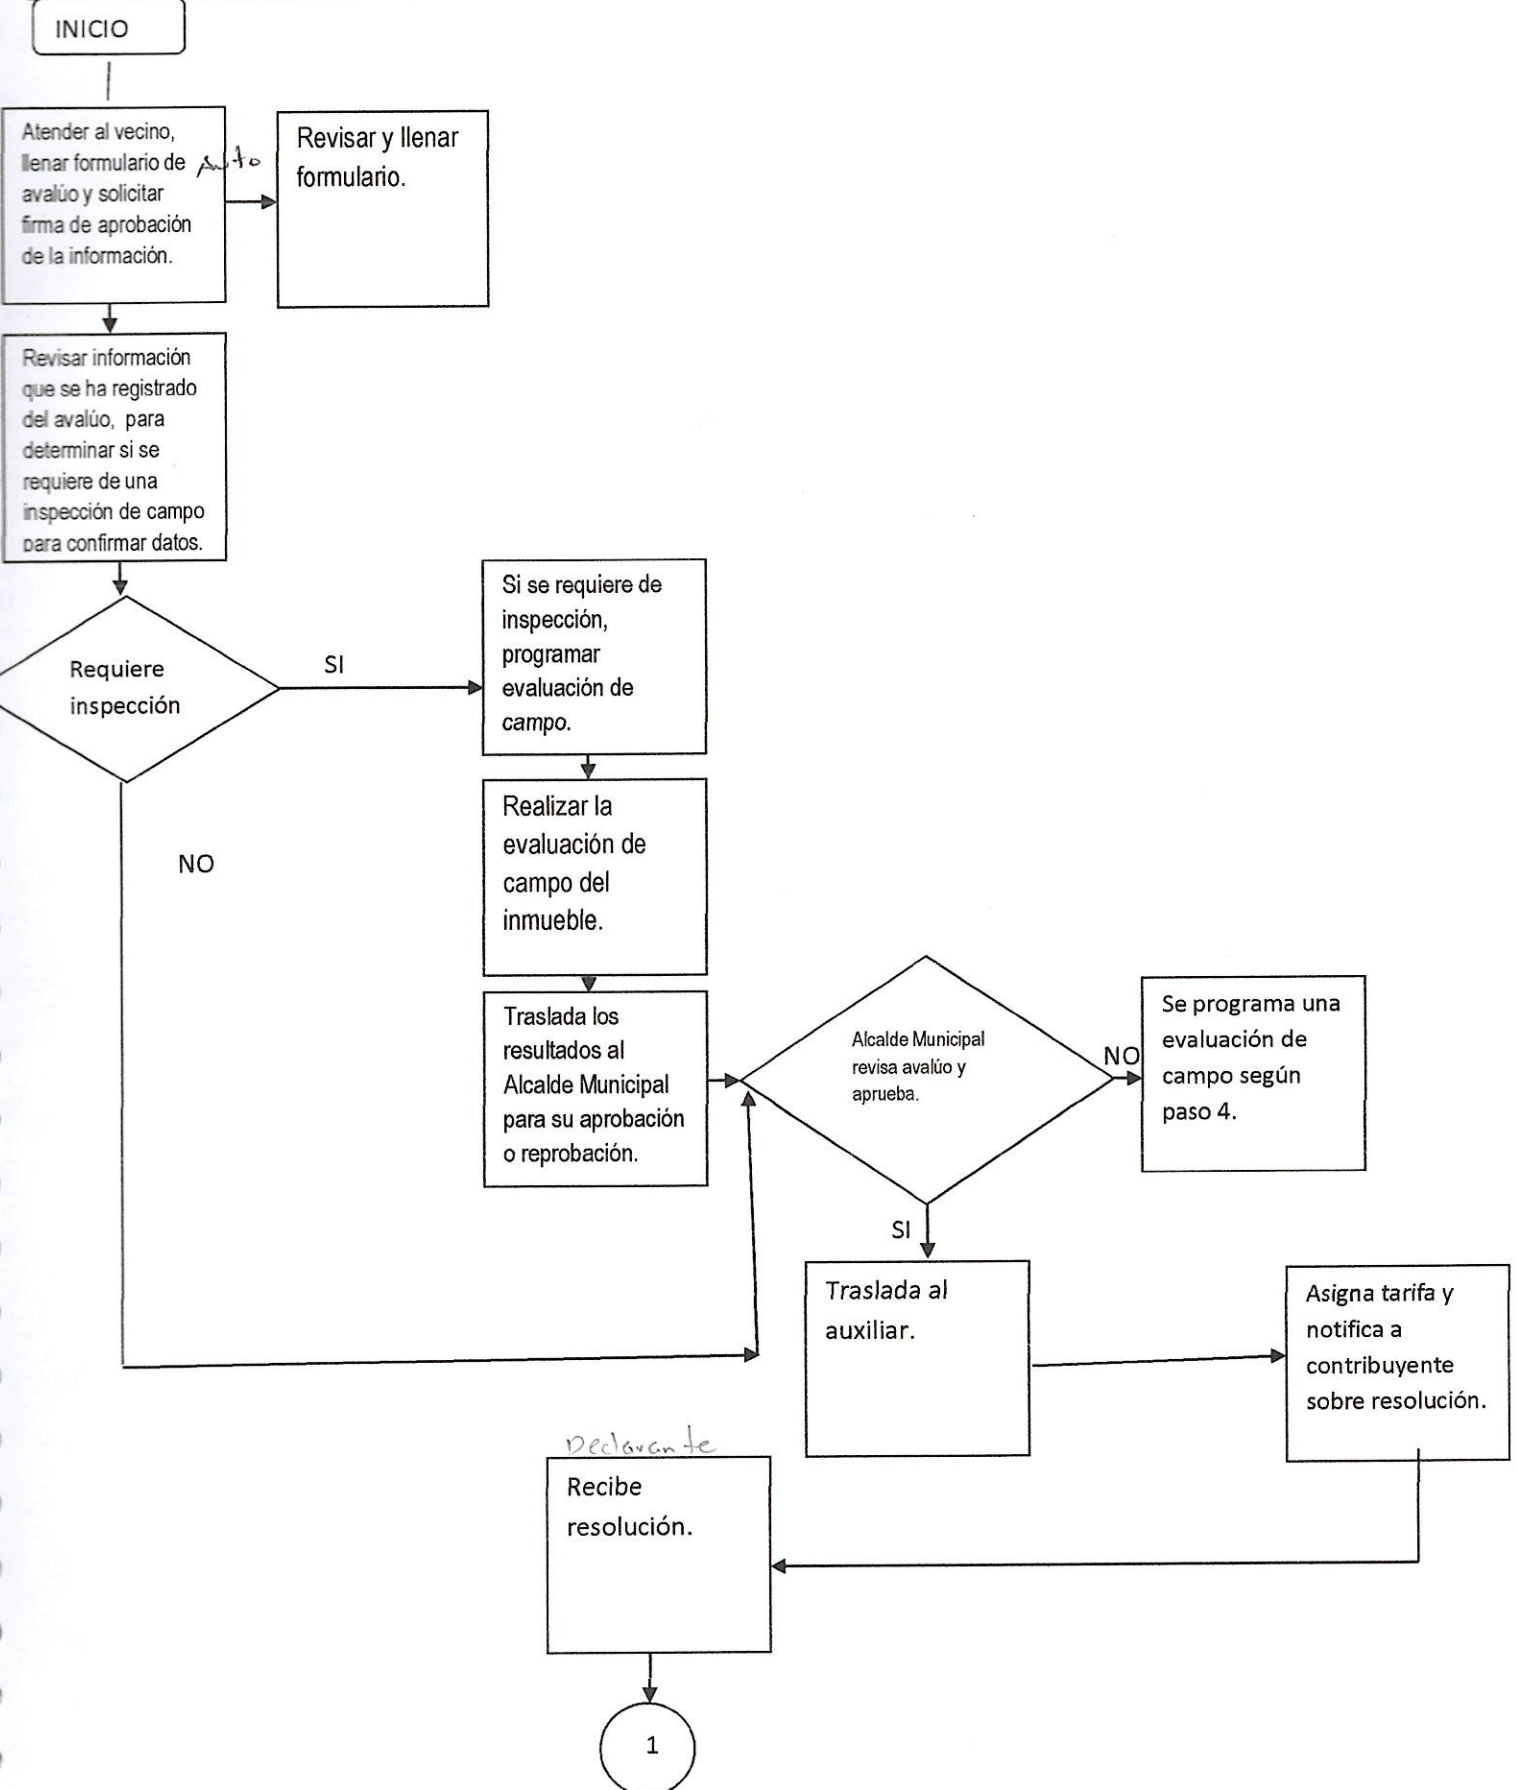 INICIO
Atender al vecino,
llenar formulario de
avalúo y solicitar
firma de aprobación
de la información.
Revisar y llenar
formulario.
Revisar información
que se ha registrado
del avalúo, para
determinar si se
requiere de una
inspección de campo
para confirmar datos.
Requiere
inspección
SI
NO
Si se requiere de
inspección,
programar
evaluación de
campo.
Realizar la
evaluación de
campo del
inmueble.
Traslada los
resultados al
Alcalde Municipal
para su aprobación
o reprobación.
Alcalde Municipal
revisa avalúo y
aprueba.
NO
Se programa una
evaluación de
campo según
paso 4.
SI
Traslada al
auxiliar.
Asigna tarifa y
notifica a
contribuyente
sobre resolución.
Declarante
Recibe
resolución.
1